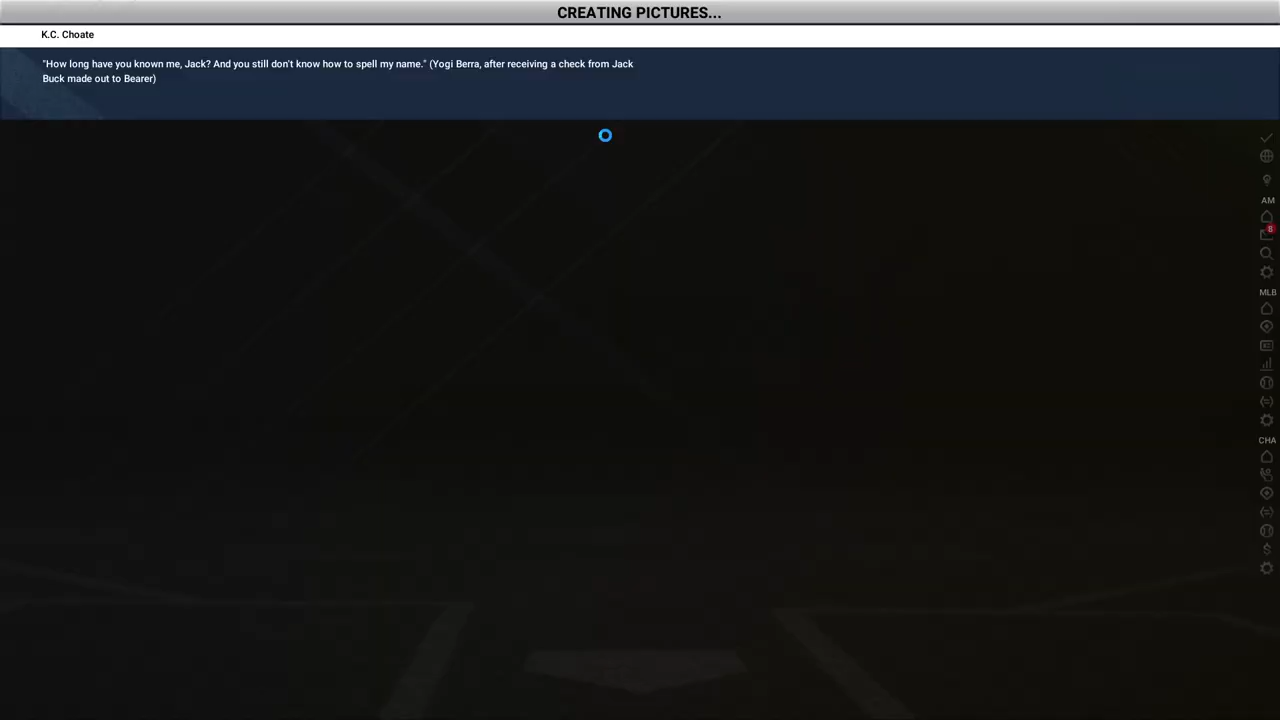 CREATING PICTURES...
K.C. Choate
"How long have you known me, Jack? And you still don't know how to spell my name." (Yogi Berra, after receiving a check from Jack
Buck made out to Bearer)
AM
8
MLB
CHA